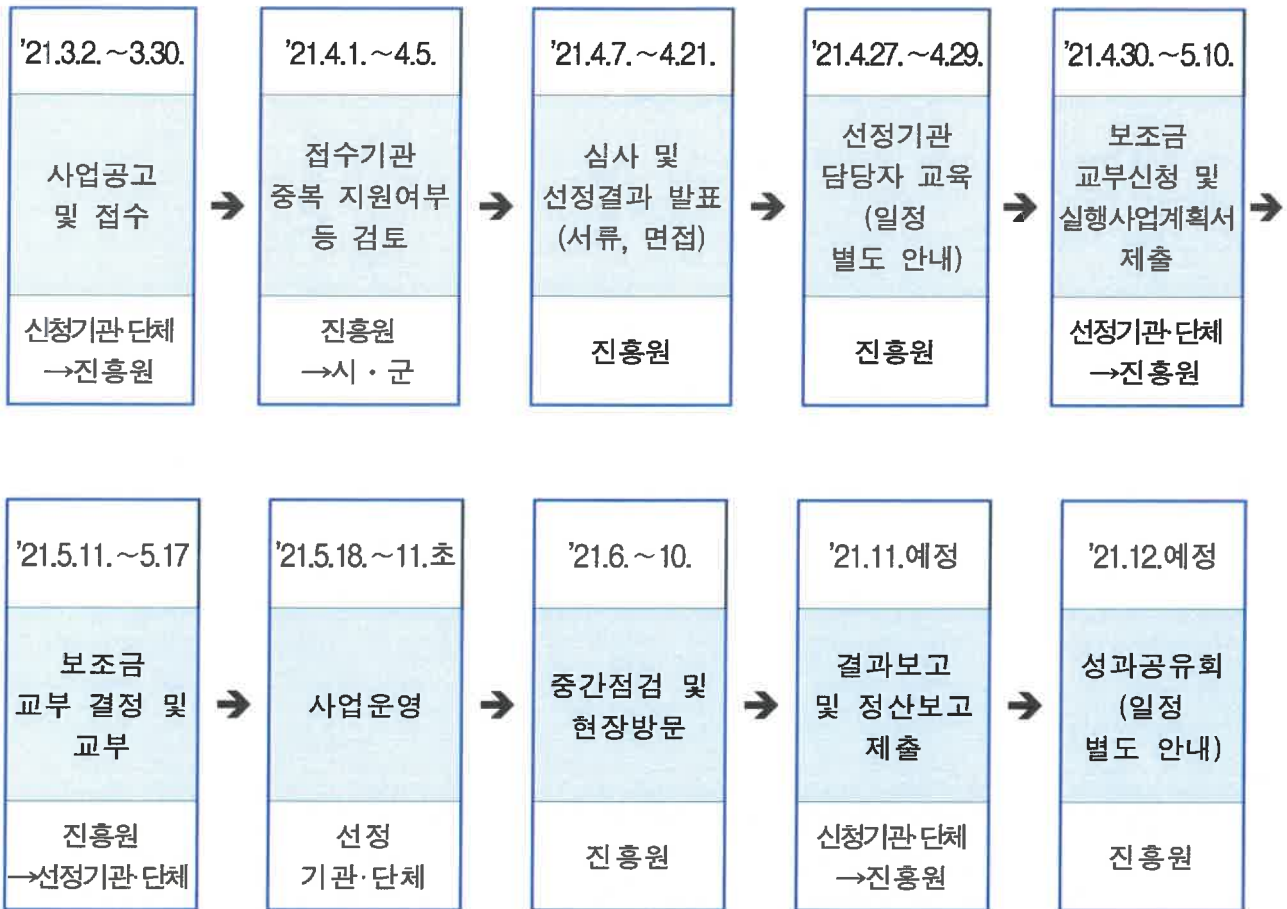 '21.3.2.~3.30.
사업공고
및 접수
신청기관·단체
→진흥원
➔
'21.4.1.~4.5.
접수기관
중복 지원여부
등 검토
진흥원
→시·군
➔
'21.4.7.~4.21.
심사 및
선정결과 발표
(서류, 면접)
진흥원
➔
'21.4.27.~4.29.
선정기관
담당자 교육
(일정
별도 안내)
진흥원
➔
'21.4.30.~5.10.
보조금
교부신청 및
실행사업계획서
제출
선정기관·단체
→진흥원
➔
'21.5.11.~5.17
보조금
교부 결정 및
교부
진흥원
→선정기관·단체
➔
'21.5.18.~11.초
사업운영
선정
기관·단체
➔
'21.6.~10.
중간점검 및
현장방문
진흥원
➔
'21.11.예정
결과보고
및 정산보고
제출
신청기관·단체
→진흥원
➔
'21.12.예정
성과공유회
(일정
별도 안내)
진흥원